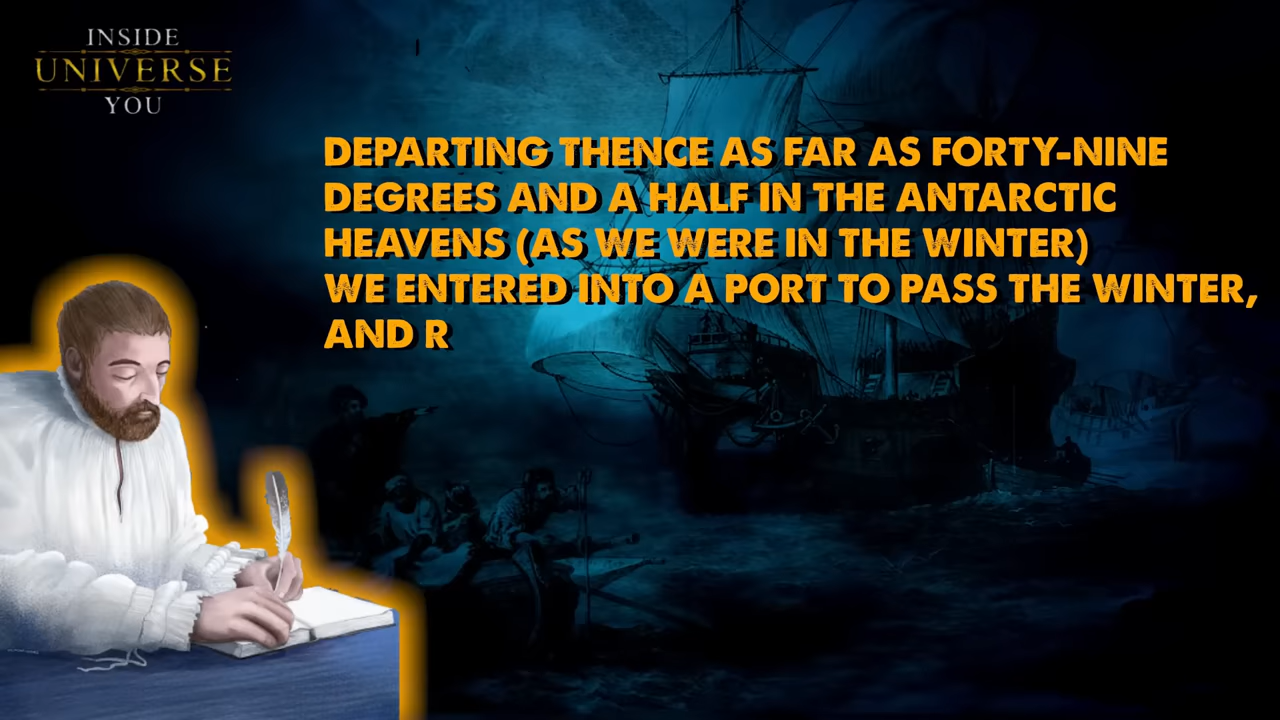 INSIDE
UNIVERSE
YOU
DEPARTING THENCE AS FAR AS FORTY-NINE
DEGREES AND A HALF IN THE ANTARCTIC
HEAVENS (AS WE WERE IN THE WINTER)
WE ENTERED INTO A PORT TO PASS THE WINTER,
AND R